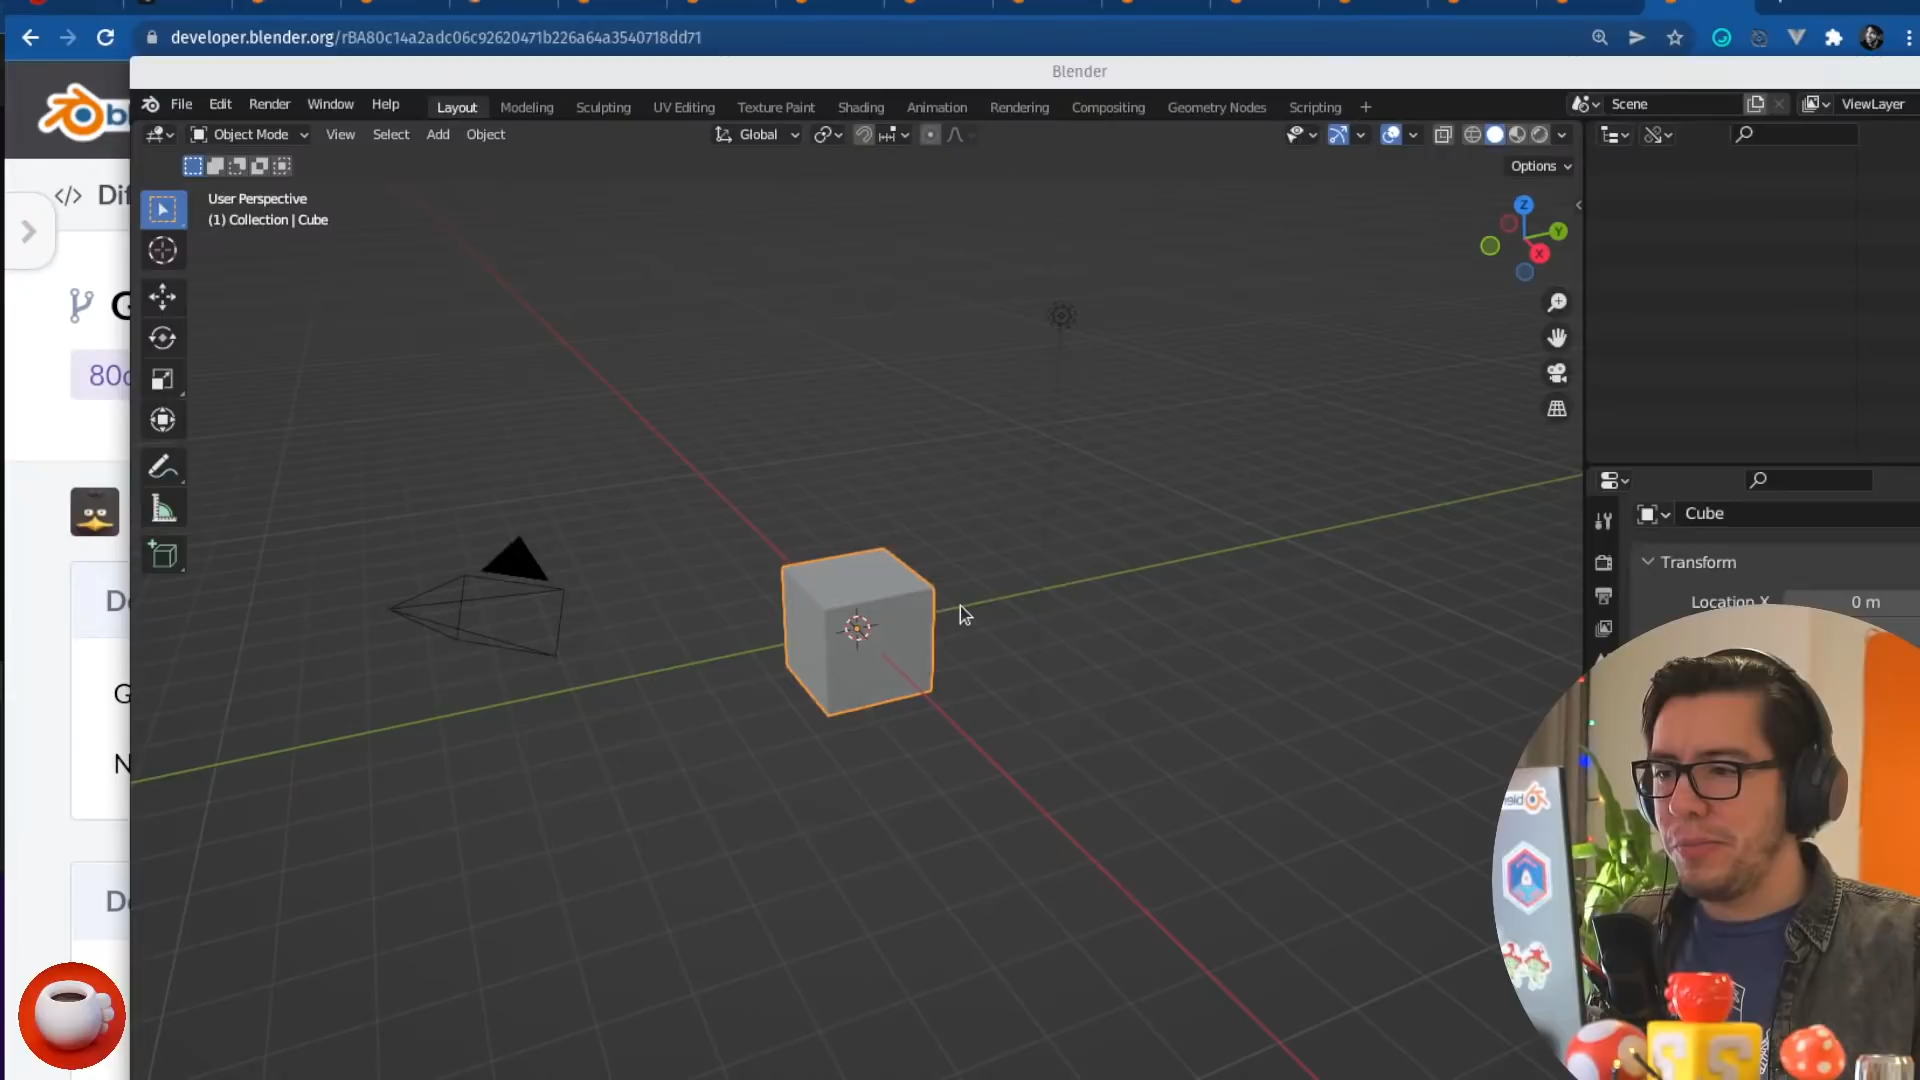 developer.blender.org/rBA80c14a2adc06c92620471b226a64a3540718dd71
Blender
File Edit Render Window Help Layout Modeling Sculpting UV Editing Texture Paint Shading Animation Rendering Compositing Geometry Nodes Scripting + Scene ViewLayer
Object Mode View Select Add Object Global
Options
User Perspective
(1) Collection | Cube
Z
Y
X
Cube
Transform
Location X 0 m